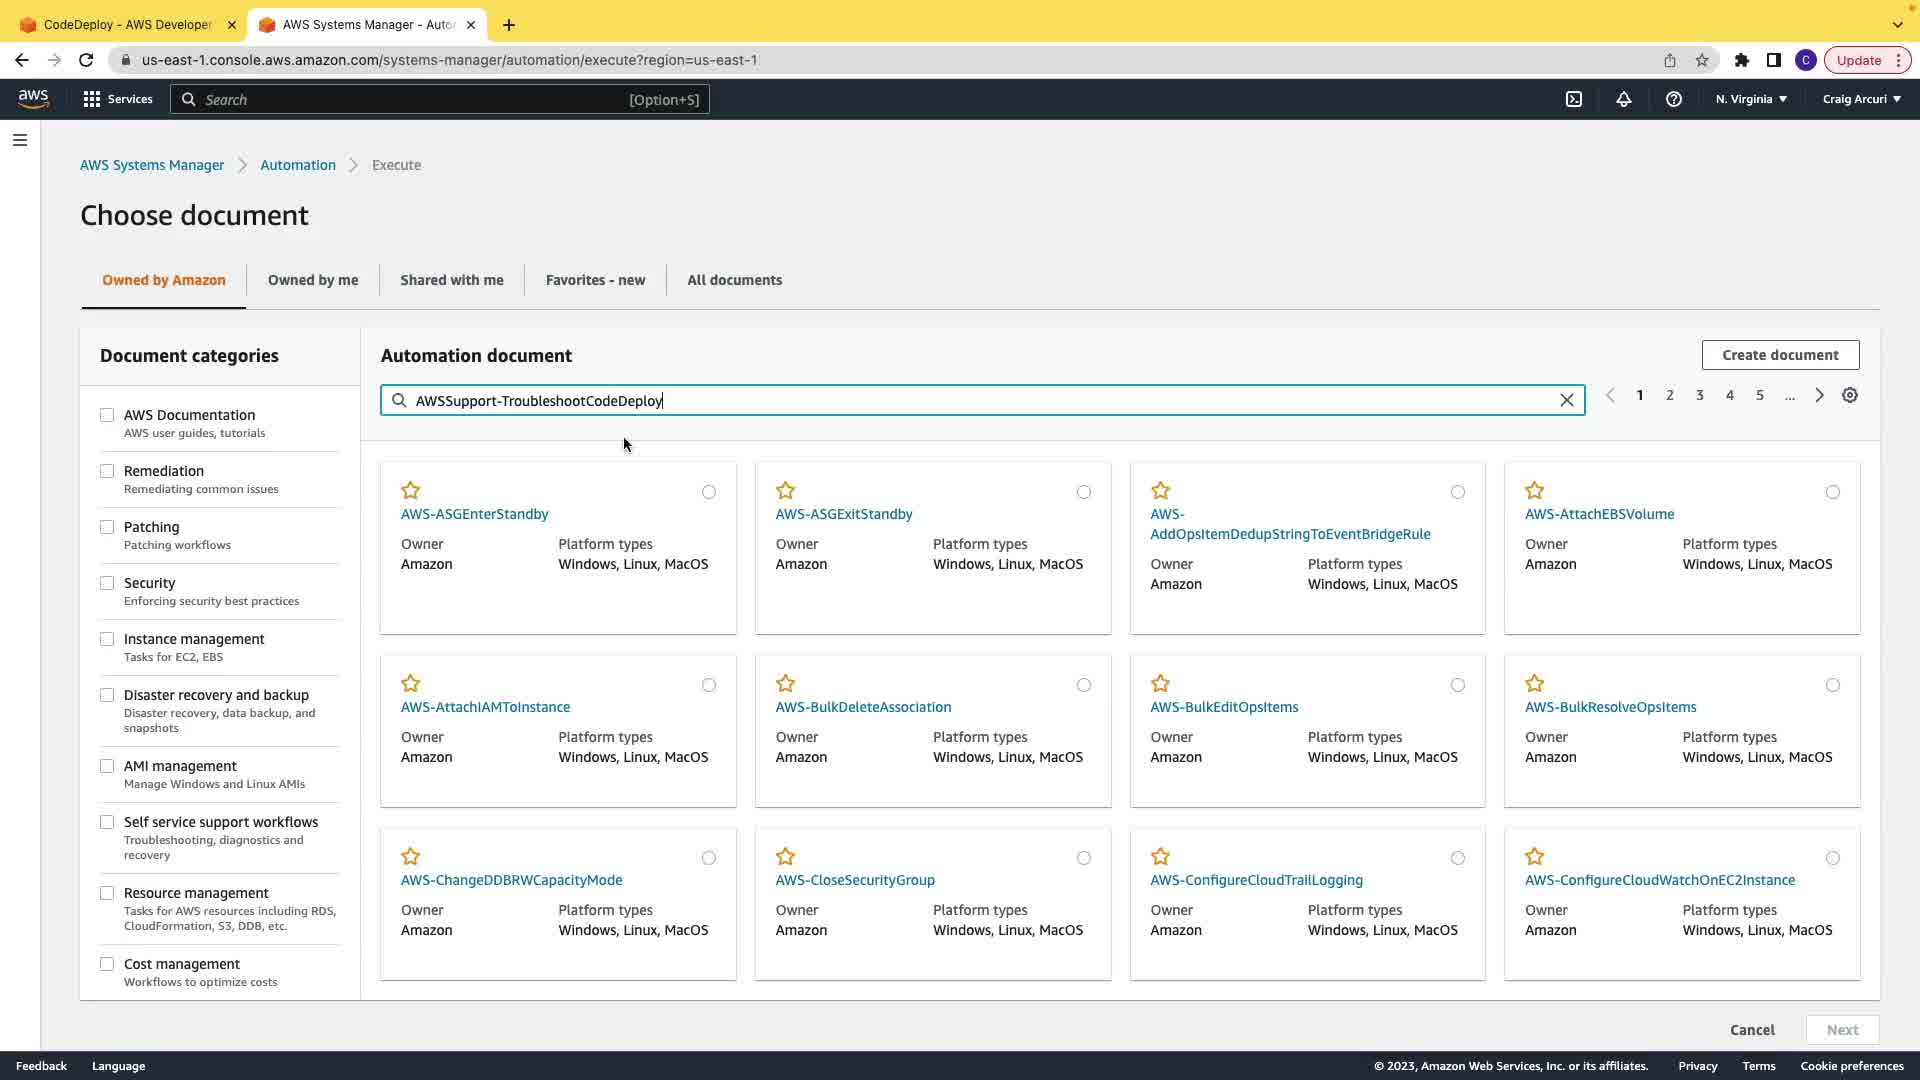 CodeDeploy - AWS Developer
AWS Systems Manager - Auto
us-east-1.console.aws.amazon.com/systems-manager/automation/execute?region=us-east-1
C
Update
aws
Services
Search
[Option+S]
N. Virginia
Craig Arcuri
AWS Systems Manager
Automation
Execute
Choose document
Owned by Amazon
Owned by me
Shared with me
Favorites - new
All documents
Document categories
AWS Documentation
AWS user guides, tutorials
Remediation
Remediating common issues
Patching
Patching workflows
Security
Enforcing security best practices
Instance management
Tasks for EC2, EBS
Disaster recovery and backup
Disaster recovery, data backup, and
snapshots
AMI management
Manage Windows and Linux AMIs
Self service support workflows
Troubleshooting, diagnostics and
recovery
Resource management
Tasks for AWS resources including RDS,
CloudFormation, S3, DDB, etc.
Cost management
Workflows to optimize costs
Automation document
Create document
AWSSupport-TroubleshootCodeDeploy
1 2 3 4 5 ...
AWS-ASGEnterStandby
Owner Platform types
Amazon Windows, Linux, MacOS
AWS-ASGExitStandby
Owner Platform types
Amazon Windows, Linux, MacOS
AWS-
AddOpsItemDedupStringToEventBridgeRule
Owner Platform types
Amazon Windows, Linux, MacOS
AWS-AttachEBSVolume
Owner Platform types
Amazon Windows, Linux, MacOS
AWS-AttachIAMToInstance
Owner Platform types
Amazon Windows, Linux, MacOS
AWS-BulkDeleteAssociation
Owner Platform types
Amazon Windows, Linux, MacOS
AWS-BulkEditOpsItems
Owner Platform types
Amazon Windows, Linux, MacOS
AWS-BulkResolveOpsItems
Owner Platform types
Amazon Windows, Linux, MacOS
AWS-ChangeDDBRWCapacityMode
Owner Platform types
Amazon Windows, Linux, MacOS
AWS-CloseSecurityGroup
Owner Platform types
Amazon Windows, Linux, MacOS
AWS-ConfigureCloudTrailLogging
Owner Platform types
Amazon Windows, Linux, MacOS
AWS-ConfigureCloudWatchOnEC2Instance
Owner Platform types
Amazon Windows, Linux, MacOS
Cancel
Next
Feedback
Language
© 2023, Amazon Web Services, Inc. or its affiliates.
Privacy
Terms
Cookie preferences